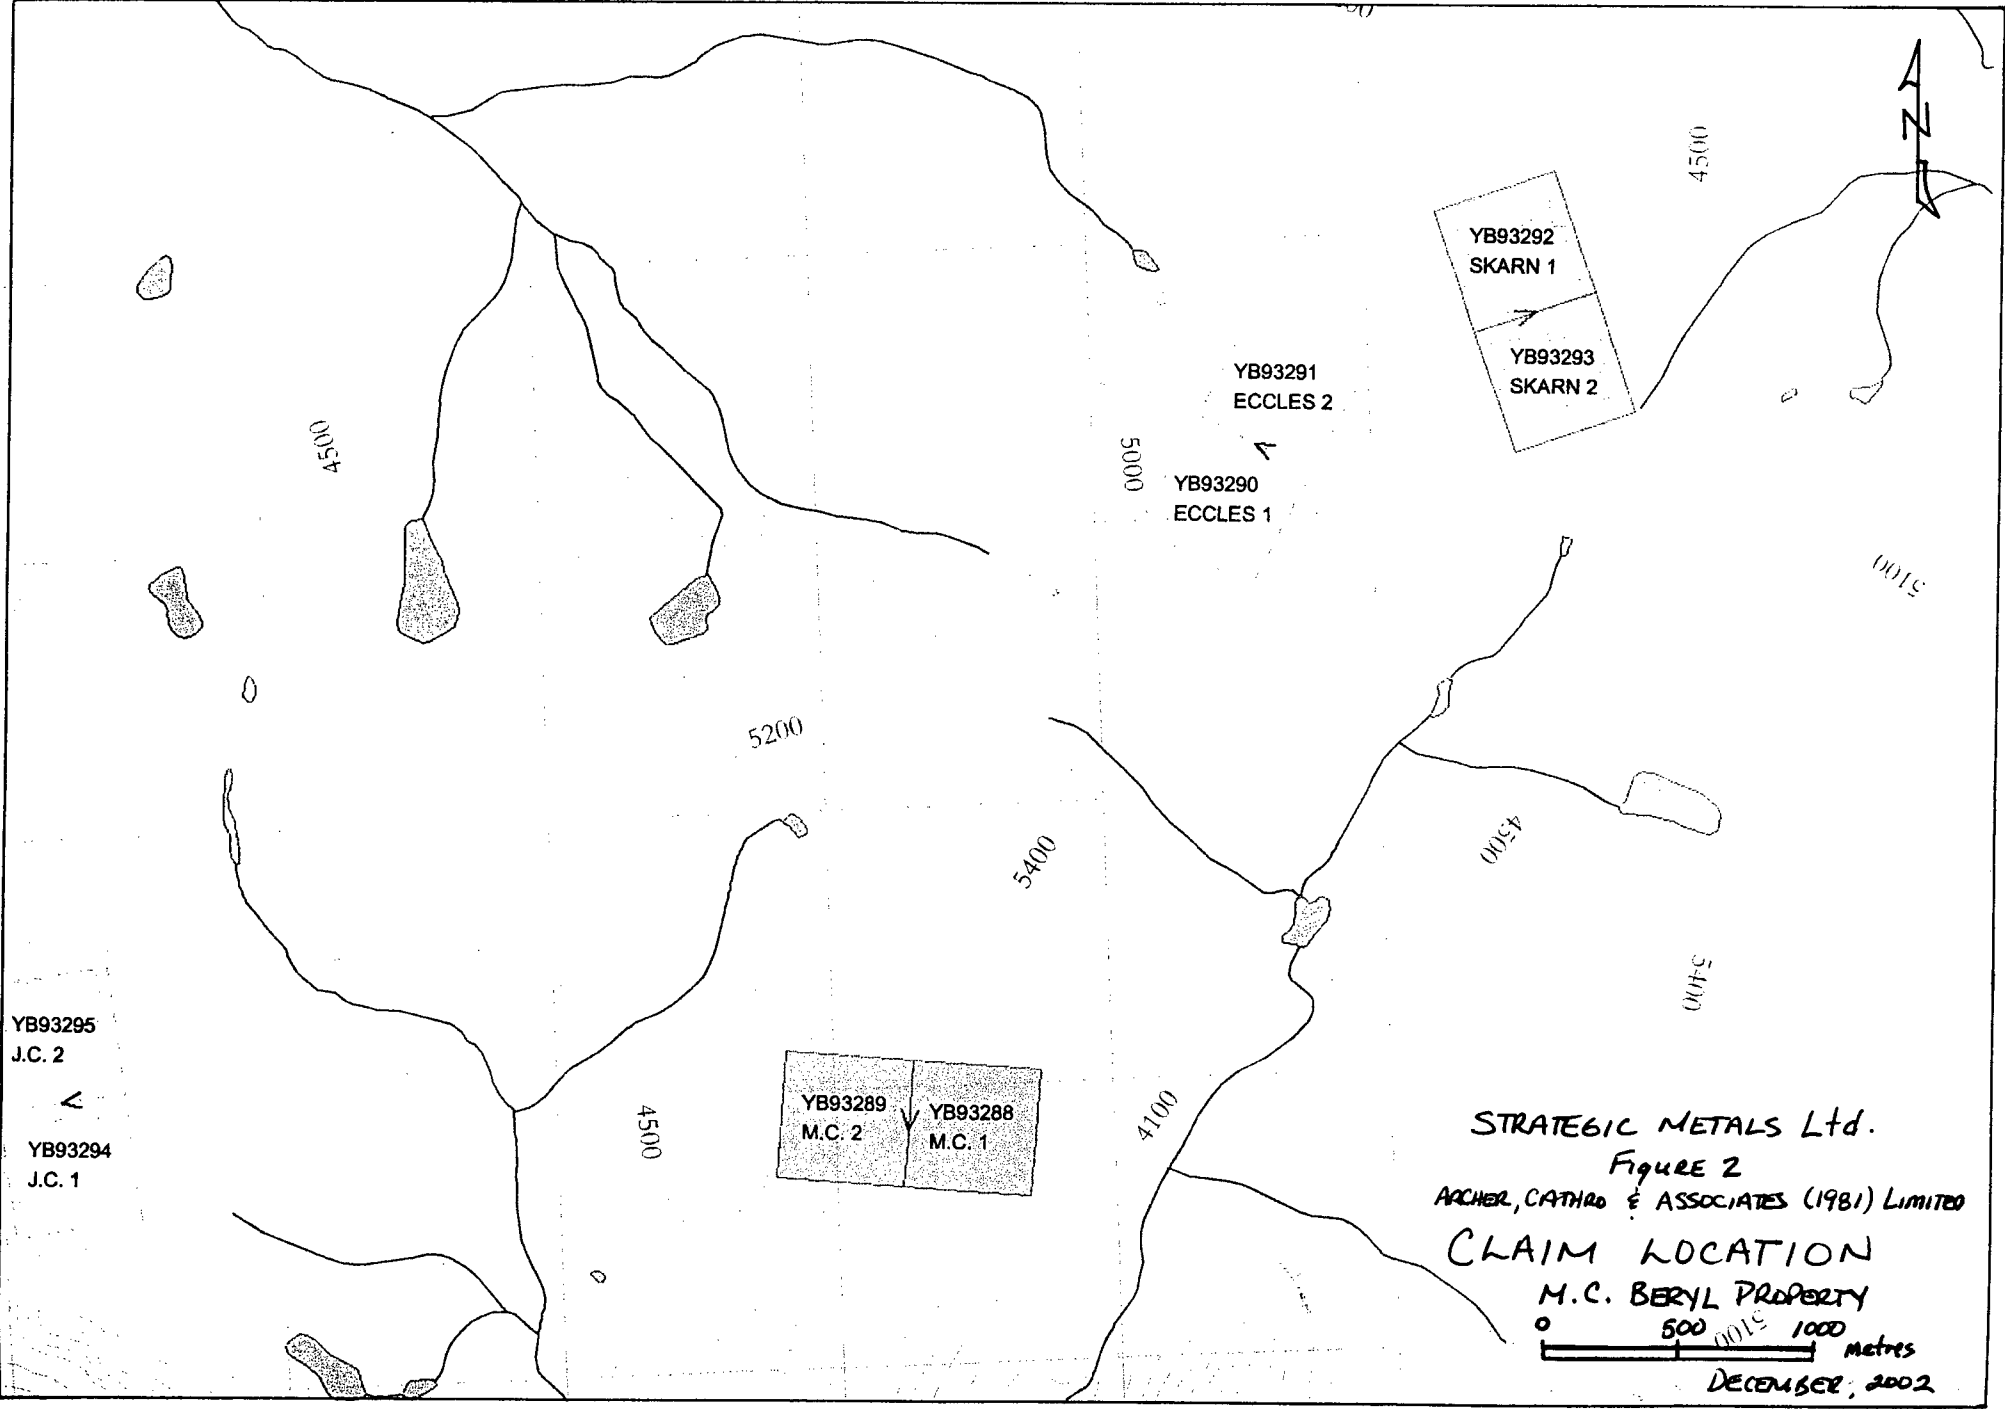 N
4500
YB93292
SKARN 1
YB93293
SKARN 2
YB93291
ECCLES 2
4500
5000
YB93290
ECCLES 1
5100
5200
4500
5400
5400
YB93295
J.C. 2
YB93289
M.C. 2
YB93288
M.C. 1
4500
4100
YB93294
J.C. 1
STRATEGIC METALS Ltd.
FIGURE 2
ARCHER, CATHRO & ASSOCIATES (1981) LIMITED
CLAIM LOCATION
M.C. BERYL PROPERTY
0 500 1000
5100
metres
DECEMBER, 2002